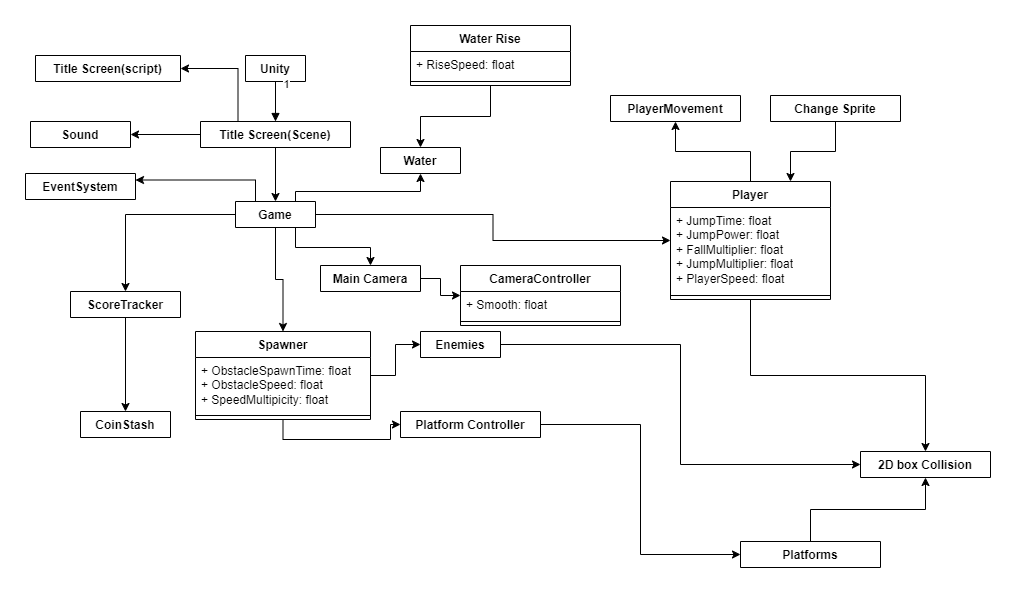 Water Rise
+ RiseSpeed: float
Title Screen(script)
Unity
1
PlayerMovement
Change Sprite
Sound
Title Screen(Scene)
Water
EventSystem
Player
+ JumpTime: float
+ JumpPower: float
+ FallMultiplier: float
+ JumpMultiplier: float
+ PlayerSpeed: float
Game
Main Camera
CameraController
+ Smooth: float
ScoreTracker
Spawner
+ ObstacleSpawnTime: float
+ ObstacleSpeed: float
+ SpeedMultipicity: float
Enemies
CoinStash
Platform Controller
2D box Collision
Platforms